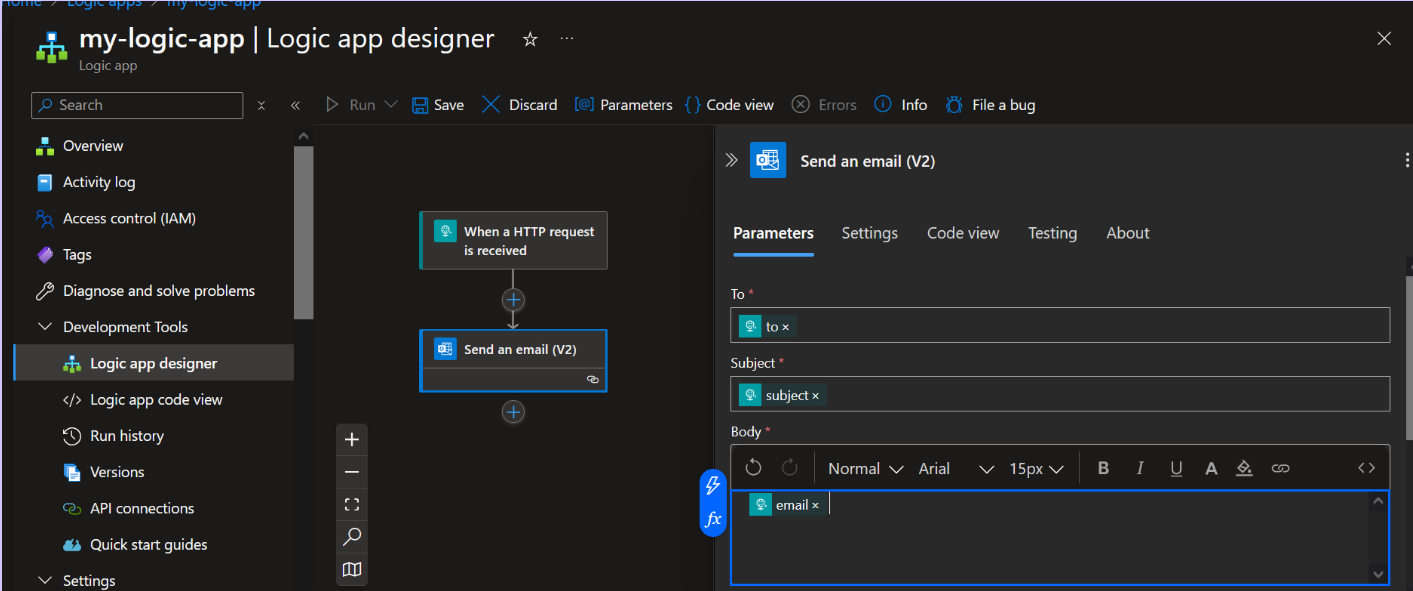 Home > Logic apps > my-logic-app
my-logic-app | Logic app designer
Logic app
Search
Run
Save
Discard
Parameters
Code view
Errors
Info
File a bug
Overview
Activity log
Access control (IAM)
Tags
Diagnose and solve problems
Development Tools
Logic app designer
Logic app code view
Run history
Versions
API connections
Quick start guides
Settings
When a HTTP request
is received
Send an email (V2)
Send an email (V2)
Parameters
Settings
Code view
Testing
About
To *
to ×
Subject *
subject ×
Body *
Normal
Arial
15px
B
I
U
A
fx
email ×